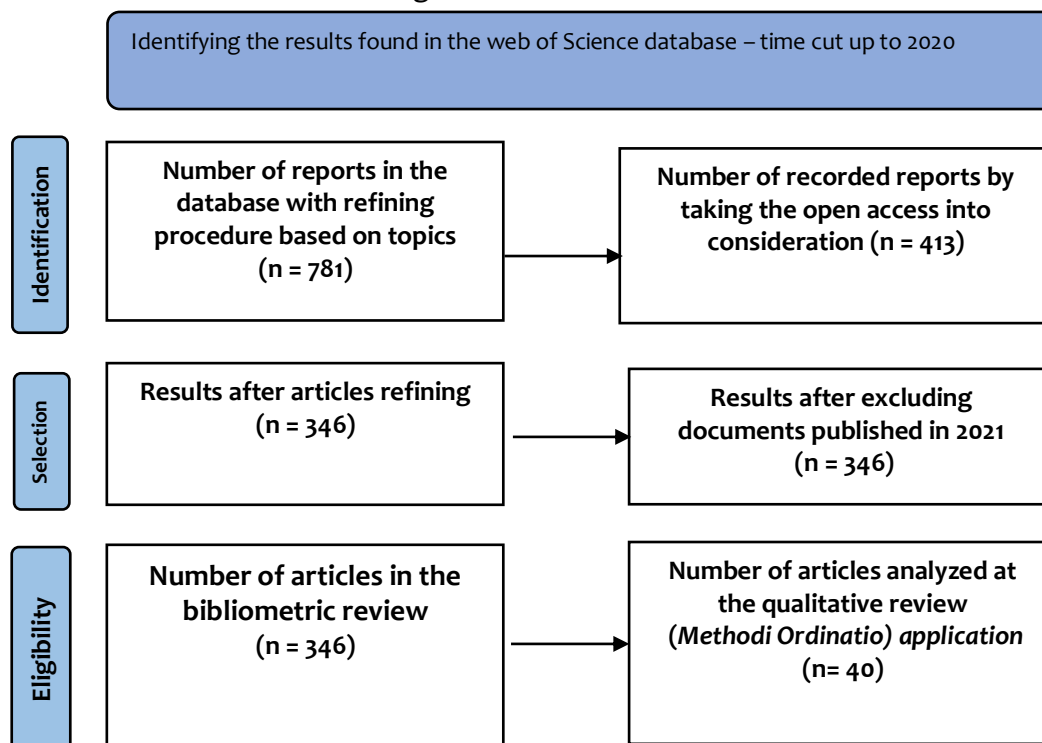 Identifying the results found in the web of Science database – time cut up to 2020
Identification
Number of reports in the
database with refining
procedure based on topics
(n = 781)
Number of recorded reports by
taking the open access into
consideration (n = 413)
Selection
Results after articles refining
(n = 346)
Results after excluding
documents published in 2021
(n = 346)
Eligibility
Number of articles in the
bibliometric review
(n = 346)
Number of articles analyzed at
the qualitative review
(Methodi Ordinatio) application
(n= 40)